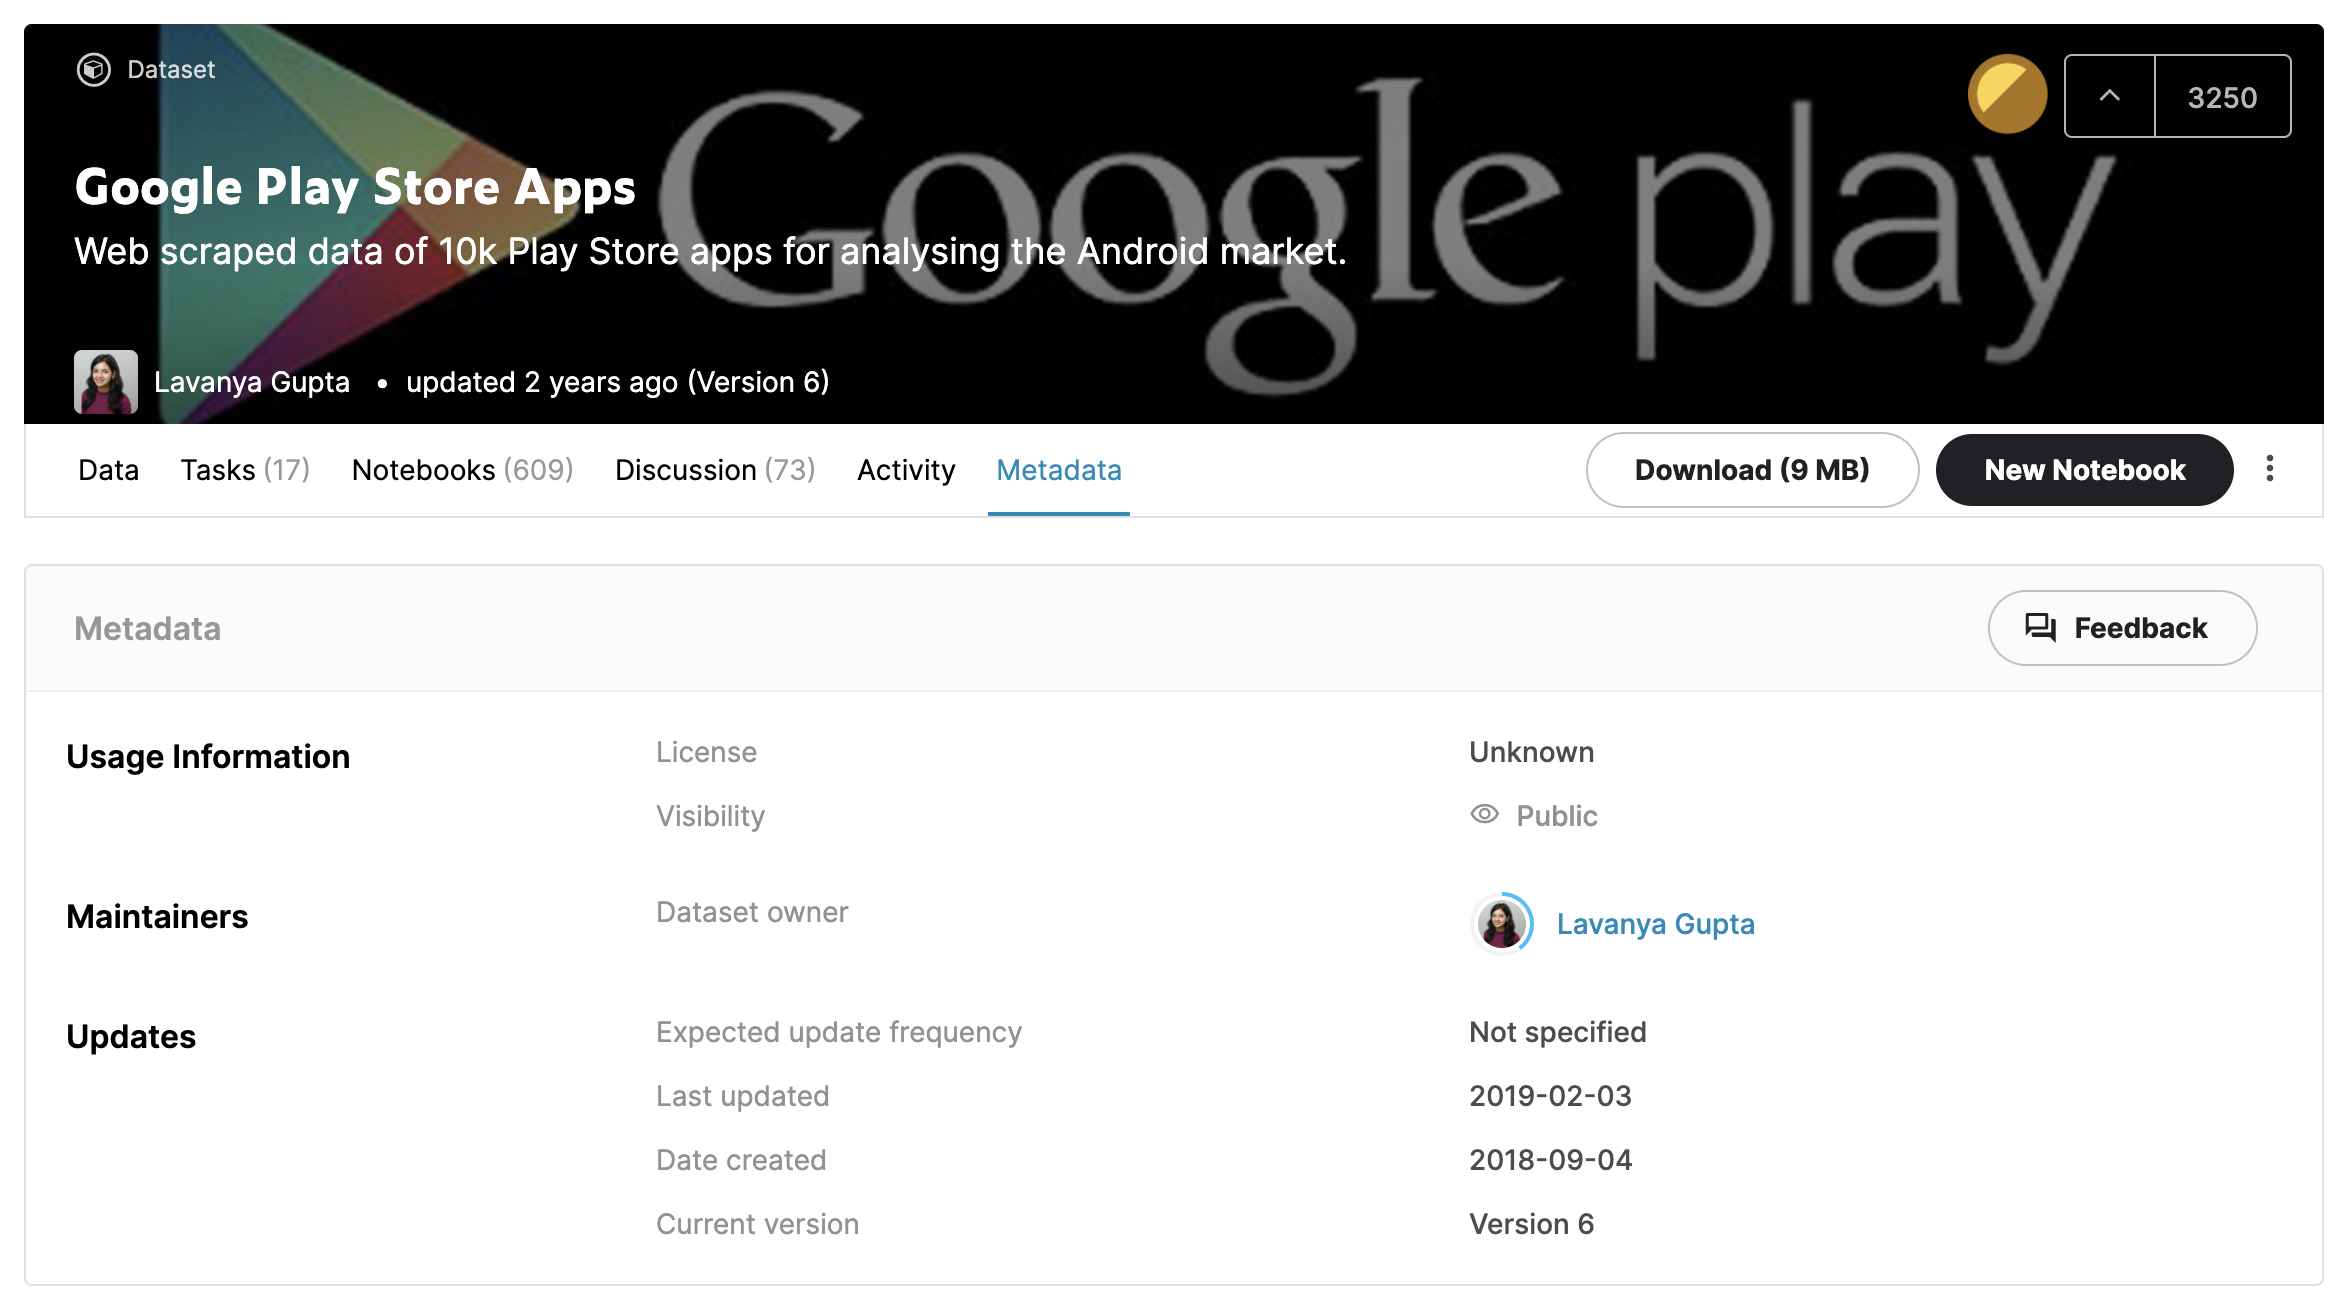 Dataset
3250
Google play
Google Play Store Apps
Web scraped data of 10k Play Store apps for analysing the Android market.
Lavanya Gupta • updated 2 years ago (Version 6)
Data Tasks (17) Notebooks (609) Discussion (73) Activity Metadata Download (9 MB) New Notebook
Metadata Feedback
Usage Information License Unknown
Visibility Public
Maintainers Dataset owner Lavanya Gupta
Updates Expected update frequency Not specified
Last updated 2019-02-03
Date created 2018-09-04
Current version Version 6